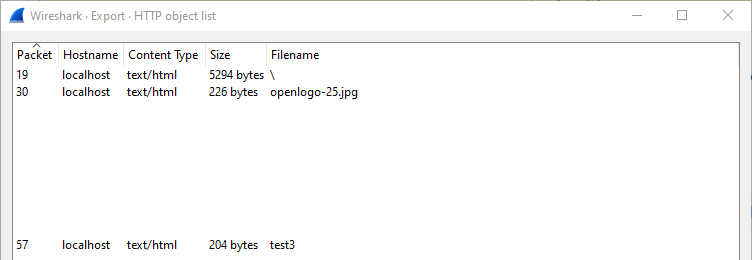 Wireshark · Export · HTTP object list
Packet Hostname Content Type Size Filename
19 localhost text/html 5294 bytes \
30 localhost text/html 226 bytes openlogo-25.jpg
57 localhost text/html 204 bytes test3